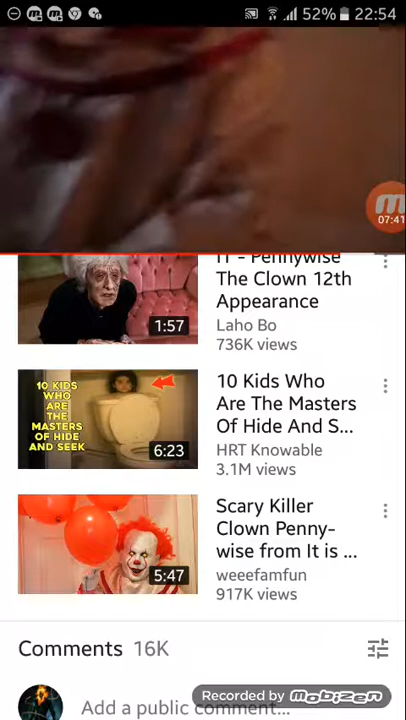 52% 22:54
07:41
IT - Pennywise
The Clown 12th
Appearance
Laho Bo
736K views
1:57
10 KIDS
WHO
ARE
THE
MASTERS
OF HIDE
AND SEEK
6:23
10 Kids Who
Are The Masters
Of Hide And S...
HRT Knowable
3.1M views
5:47
Scary Killer
Clown Penny-
wise from It is ...
weeefamfun
917K views
Comments 16K
Add a public comment...
Recorded by mobizen